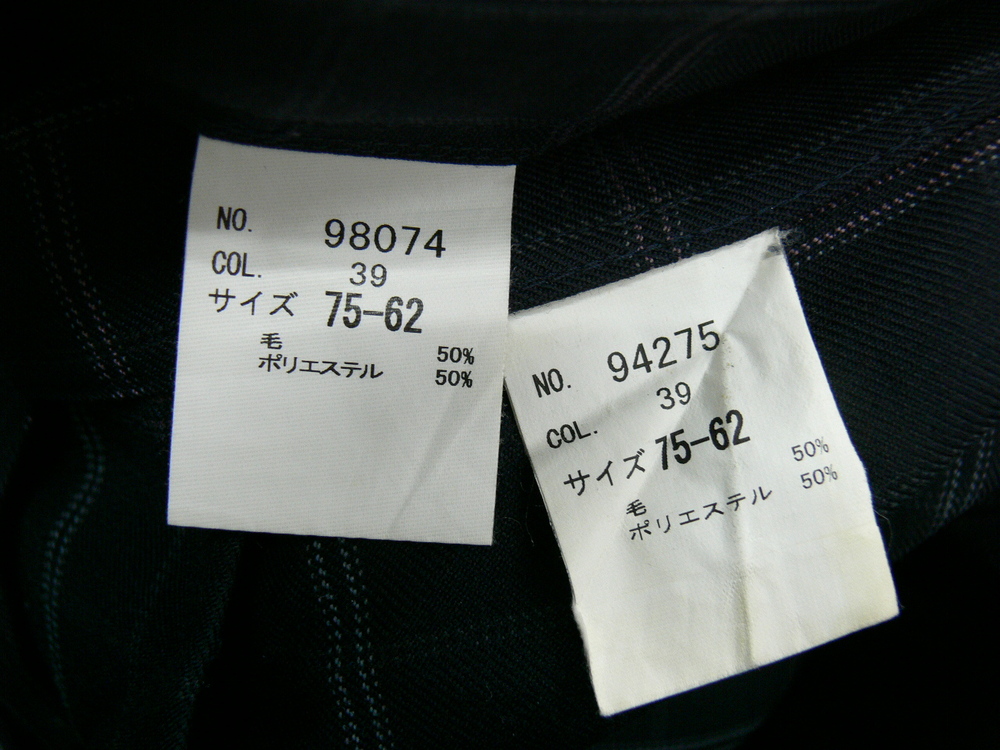 NO. 98074
COL. 39
サイズ 75-62
毛 50%
ポリエステル 50%
NO. 94275
COL. 39
サイズ 75-62
毛 50%
ポリエステル 50%